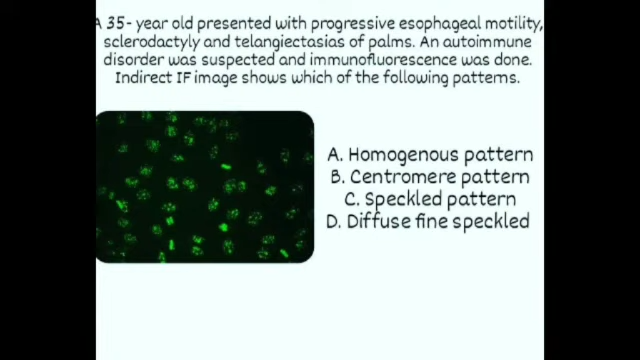 A 35- year old presented with progressive esophageal motility,
sclerodactyly and telangiectasias of palms. An autoimmune
disorder was suspected and immunofluorescence was done.
Indirect IF image shows which of the following patterns.
A. Homogenous pattern
B. Centromere pattern
C. Speckled pattern
D. Diffuse fine speckled